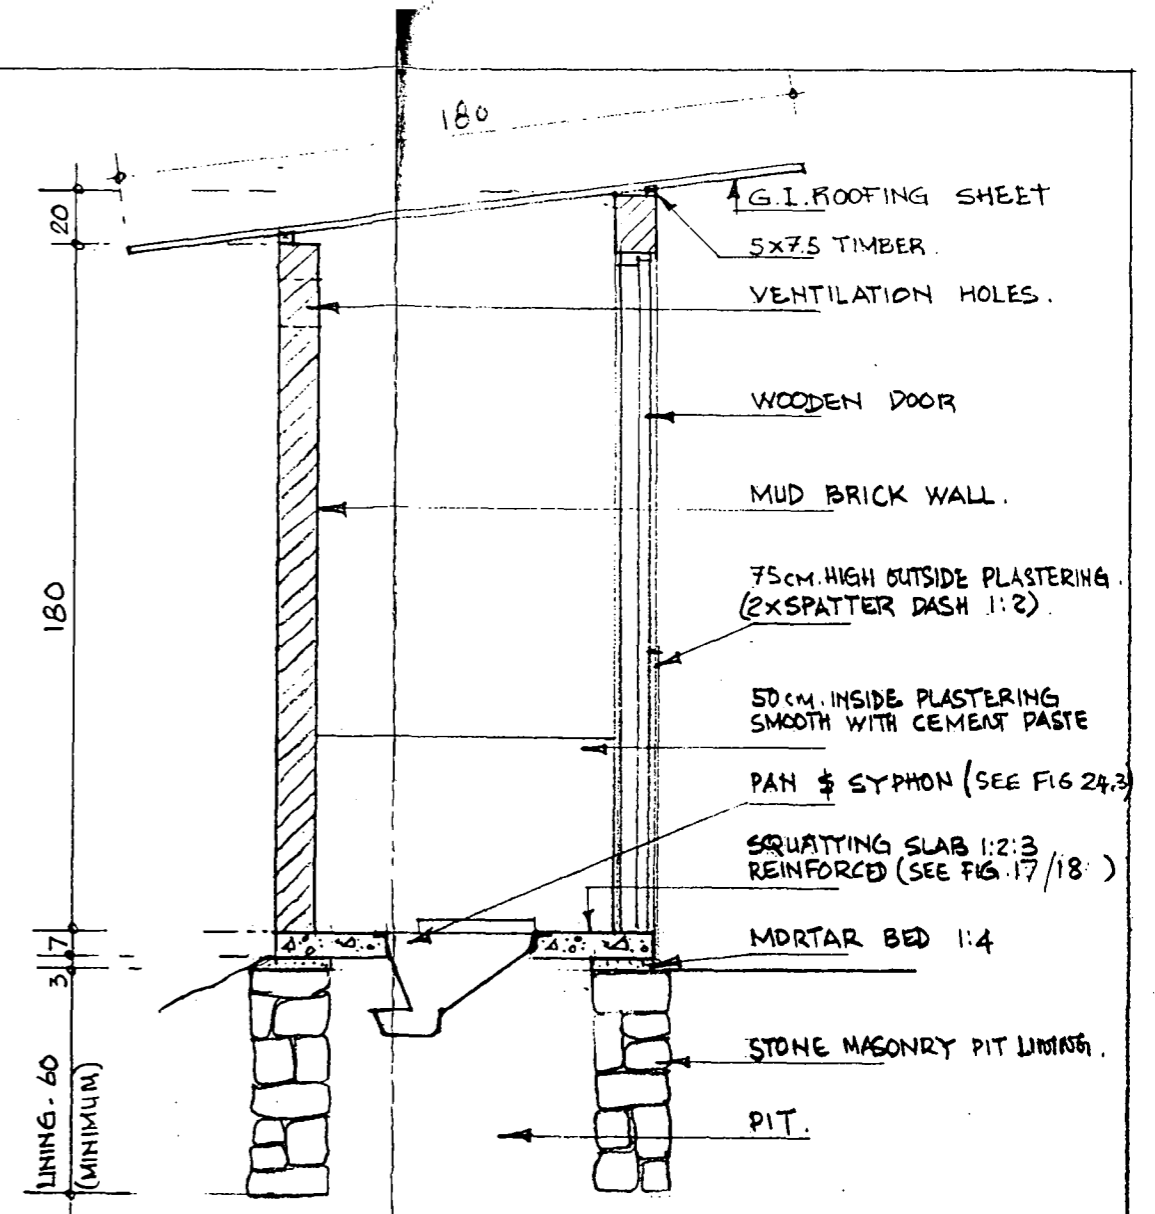 180
20
G.I. ROOFING SHEET
5x7.5 TIMBER.
VENTILATION HOLES.
WOODEN DOOR
MUD BRICK WALL.
75cm. HIGH OUTSIDE PLASTERING.
(2xSPATTER DASH 1:2).
180
50 cm. INSIDE PLASTERING
SMOOTH WITH CEMENT PASTE
PAN $ SYPHON (SEE FIG 24.3)
SQUATTING SLAB 1:2:3
REINFORCED (SEE FIG. 17/18 )
7
MORTAR BED 1:4
3
STONE MASONRY PIT LINING.
LINING. 60
(MINIMUM)
PIT.